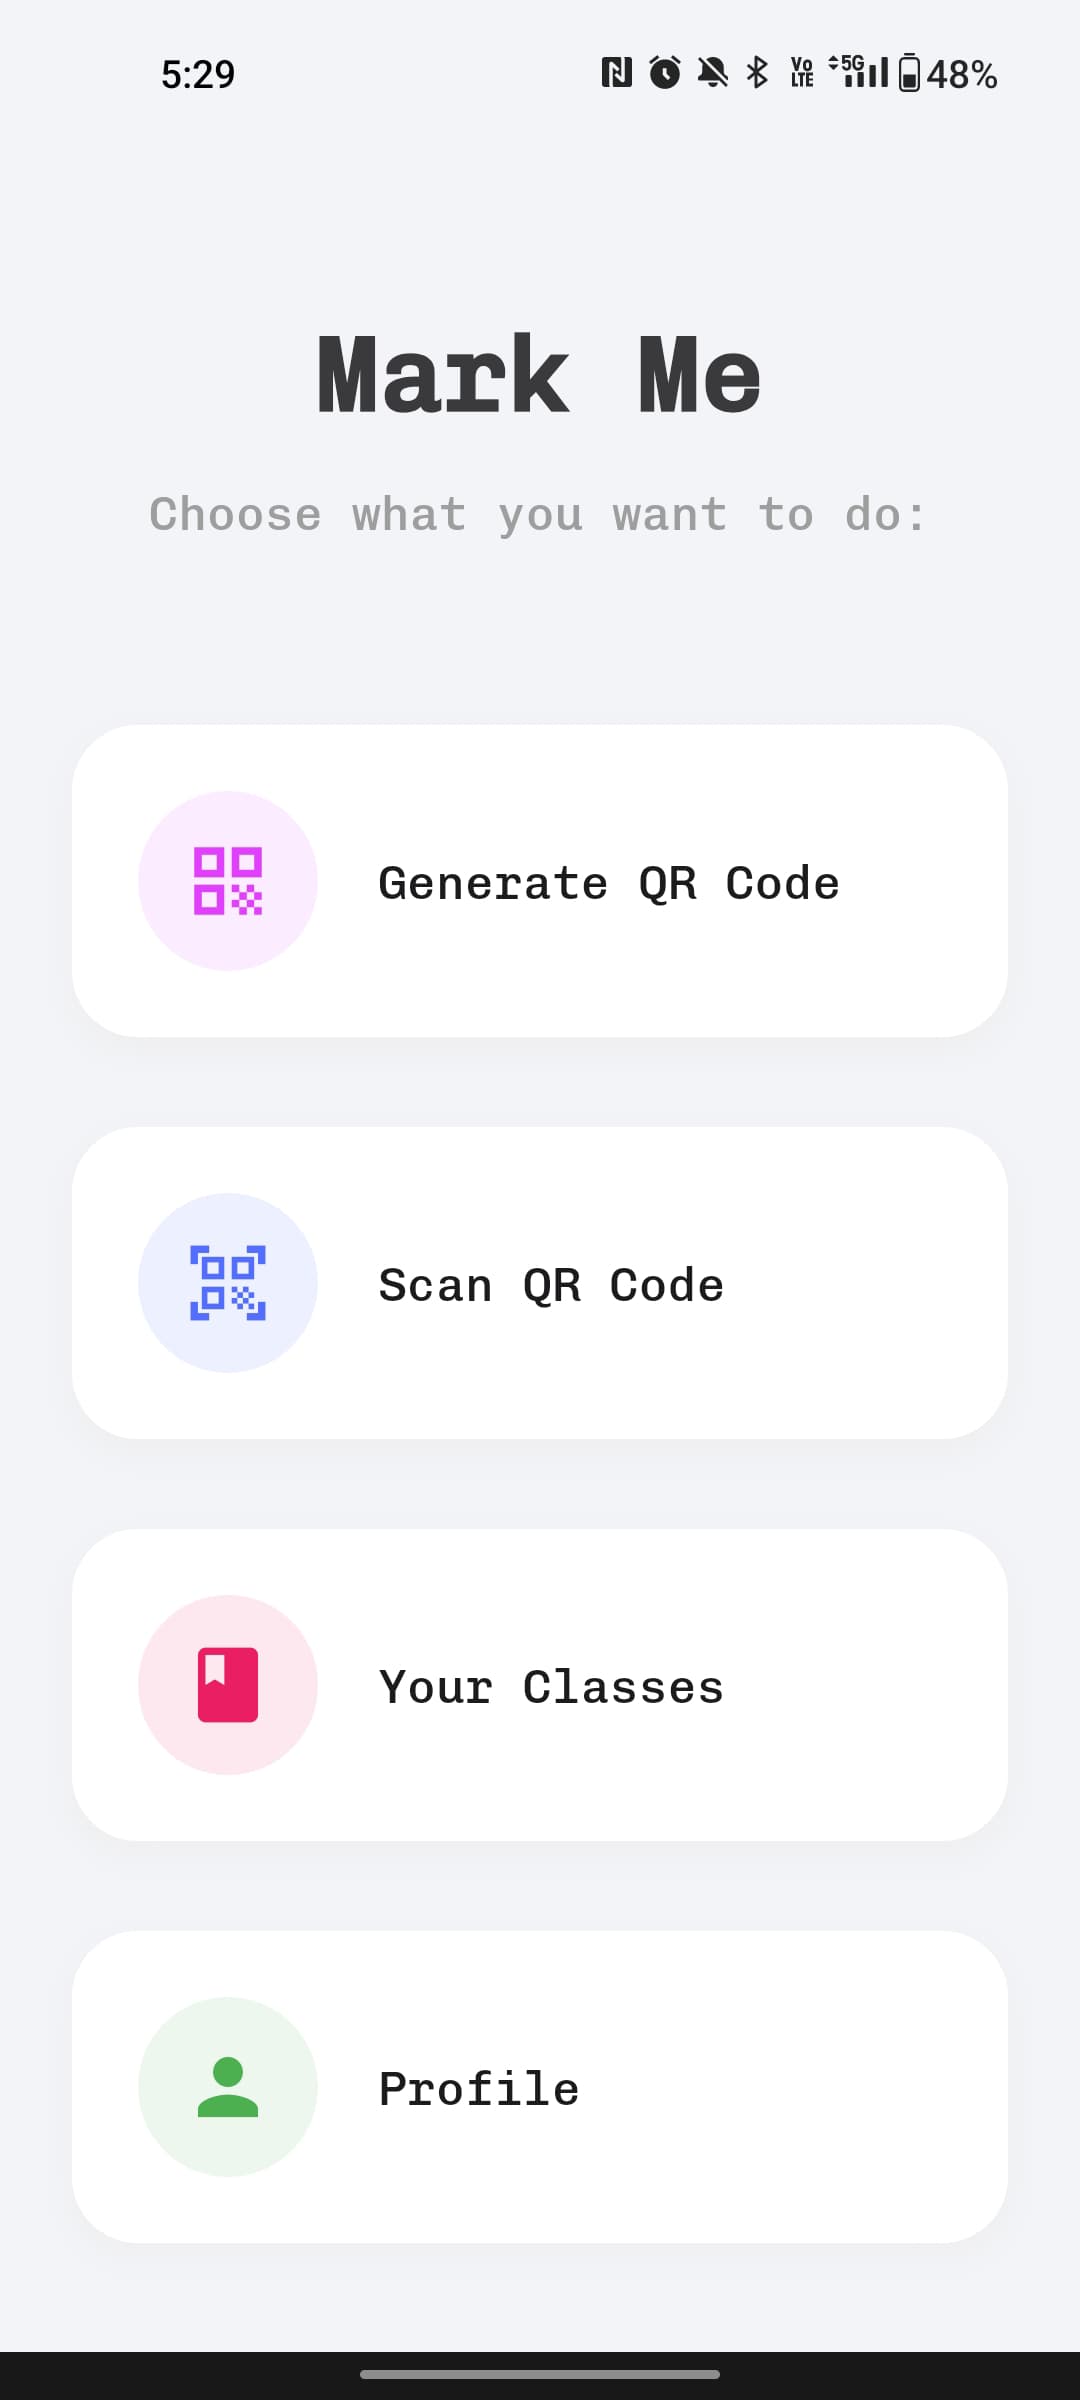 5:29
Vo LTE 5G 48%
Mark Me
Choose what you want to do:
Generate QR Code
Scan QR Code
Your Classes
Profile